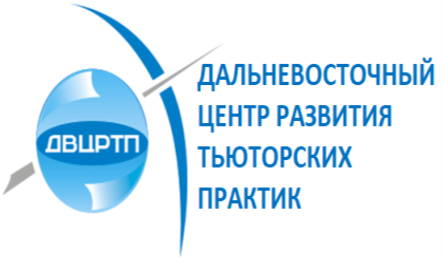 ДВЦРТП
ДАЛЬНЕВОСТОЧНЫЙ
ЦЕНТР РАЗВИТИЯ
ТЬЮТОРСКИХ
ПРАКТИК